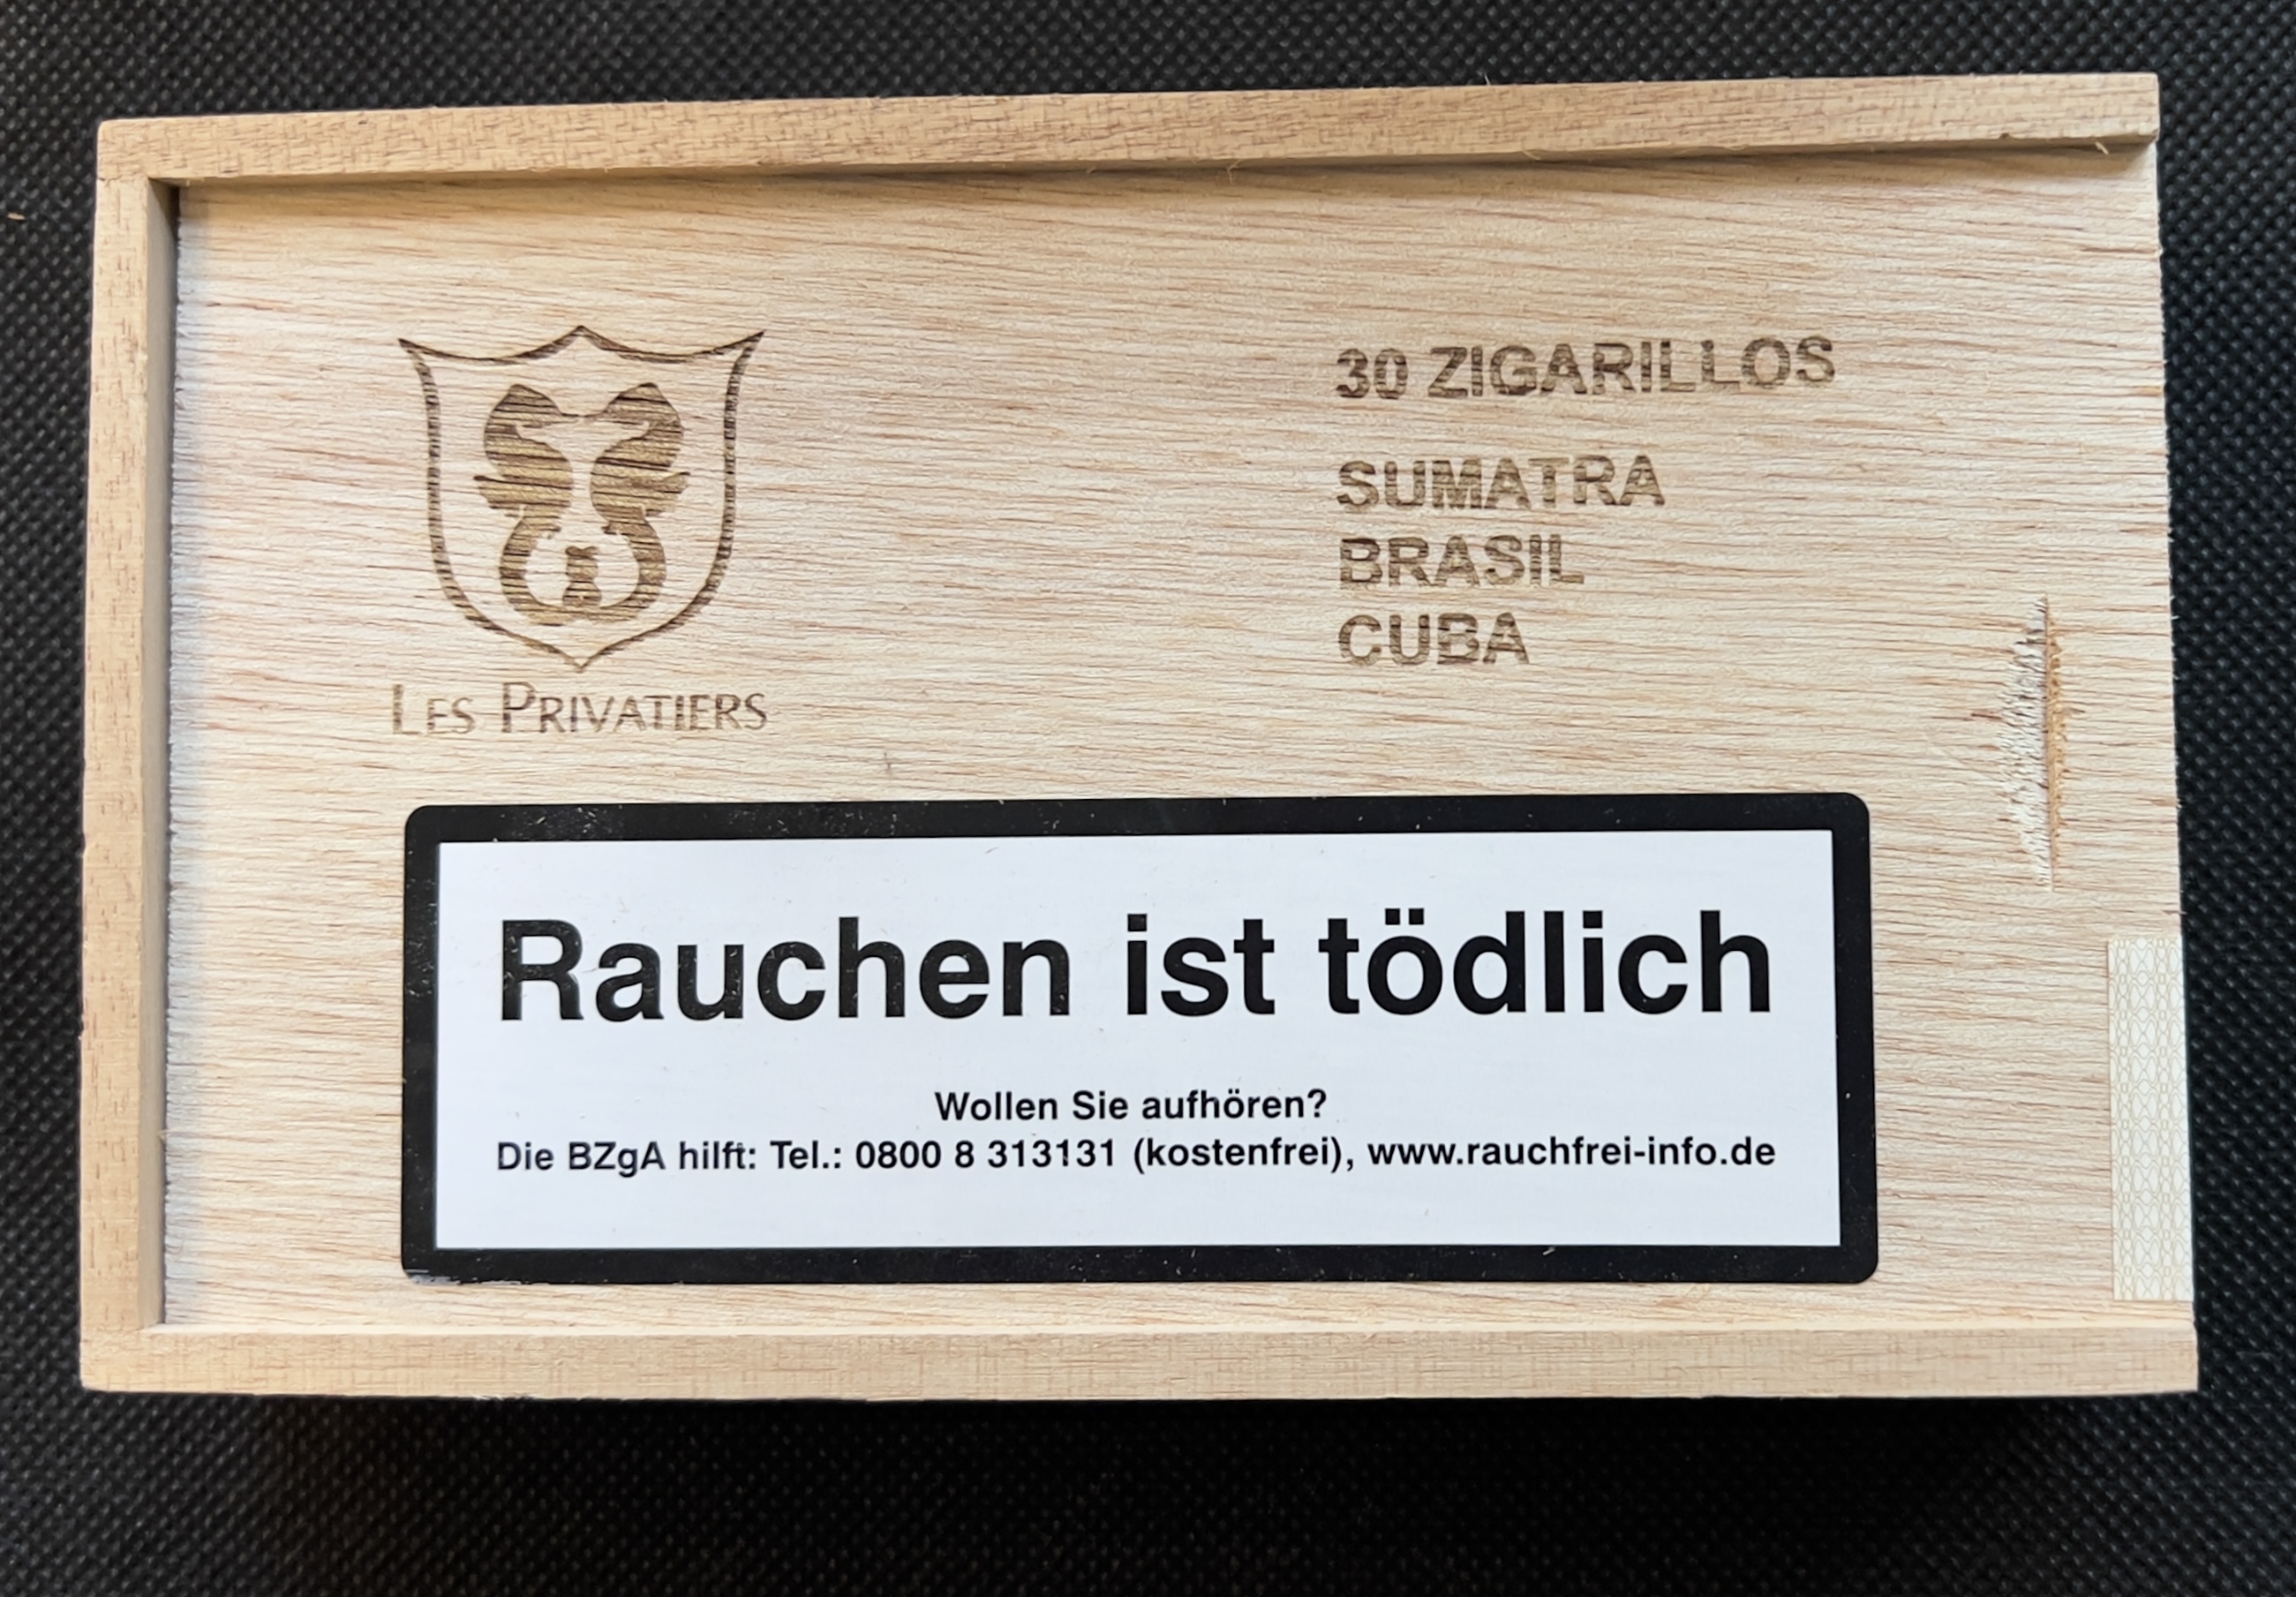 30 ZIGARILLOS
SUMATRA
BRASIL
CUBA
LES PRIVATIERS
Rauchen ist tödlich
Wollen Sie aufhören?
Die BZgA hilft: Tel.: 0800 8 313131 (kostenfrei), www.rauchfrei-info.de